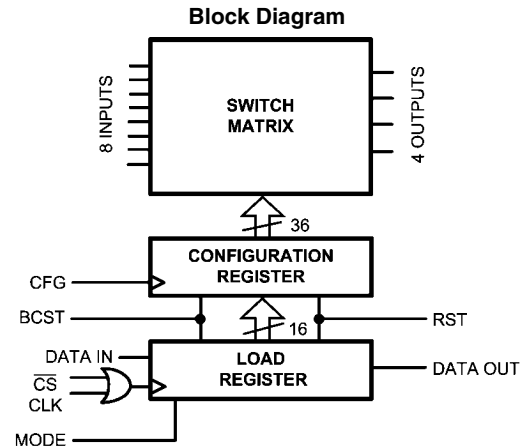 Block Diagram
8 INPUTS
SWITCH
MATRIX
4 OUTPUTS
36
CONFIGURATION
REGISTER
CFG
BCST
16
RST
DATA IN
LOAD
REGISTER
DATA OUT
CS
CLK
MODE